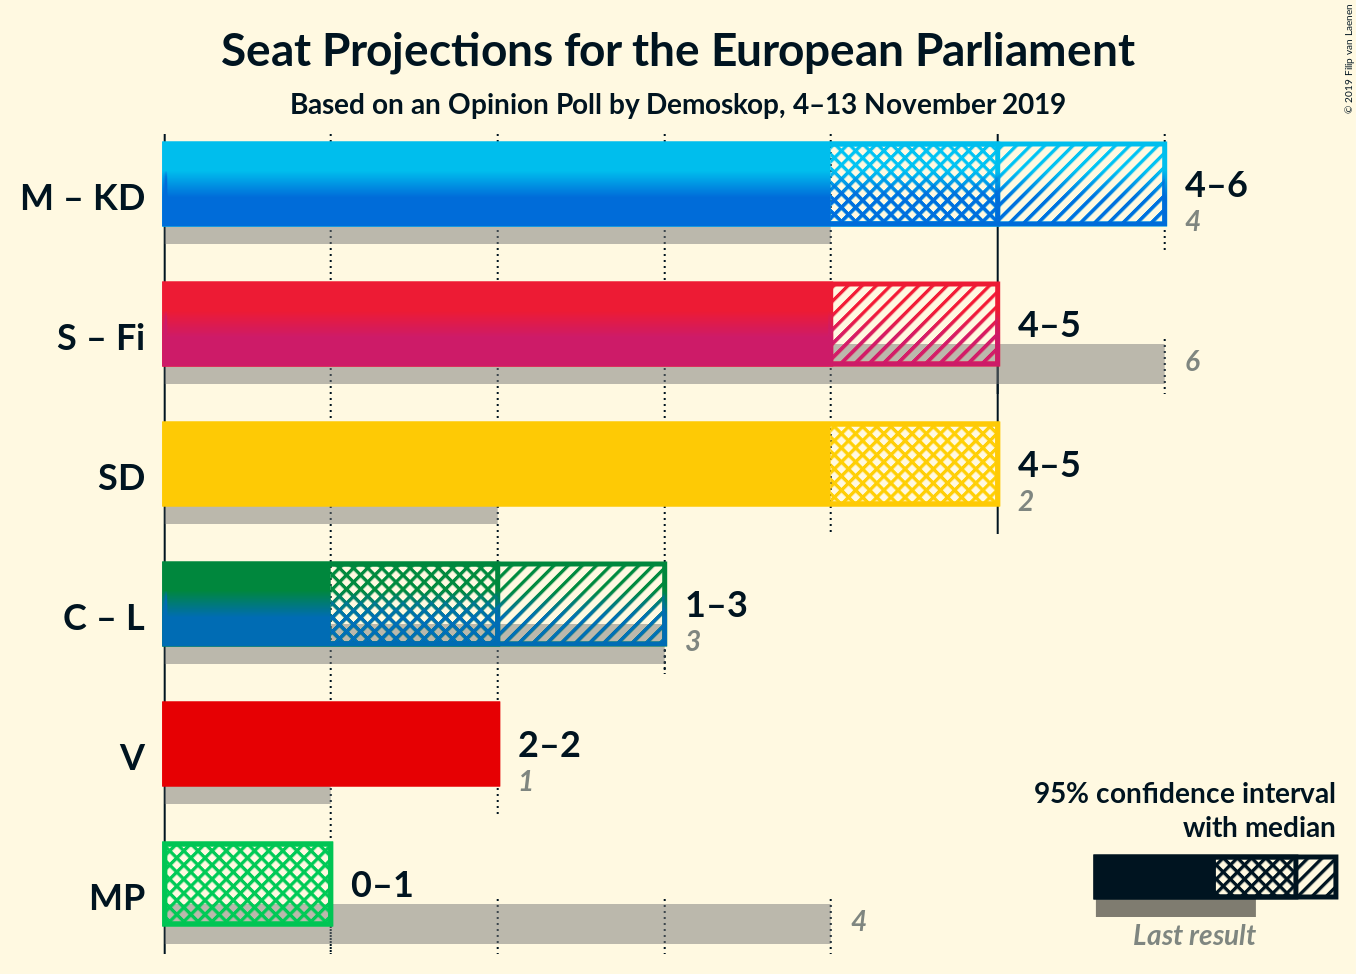 Seat Projections for the European Parliament
Based on an Opinion Poll by Demoskop, 4–13 November 2019
© 2019 Filip van Laenen
M – KD
4–6
4
S – Fi
4–5
6
SD
4–5
2
C – L
1–3
3
V
2–2
1
MP
0–1
4
95% confidence interval
with median
Last result